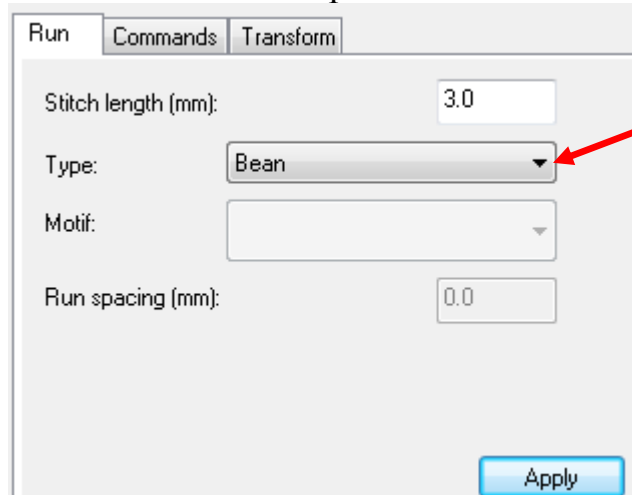 Run Commands Transform
Stitch length (mm): 3.0
Type: Bean
Motif:
Run spacing (mm): 0.0
Apply